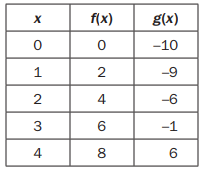 x f(x) g(x)
0 0 –10
1 2 –9
2 4 –6
3 6 –1
4 8 6